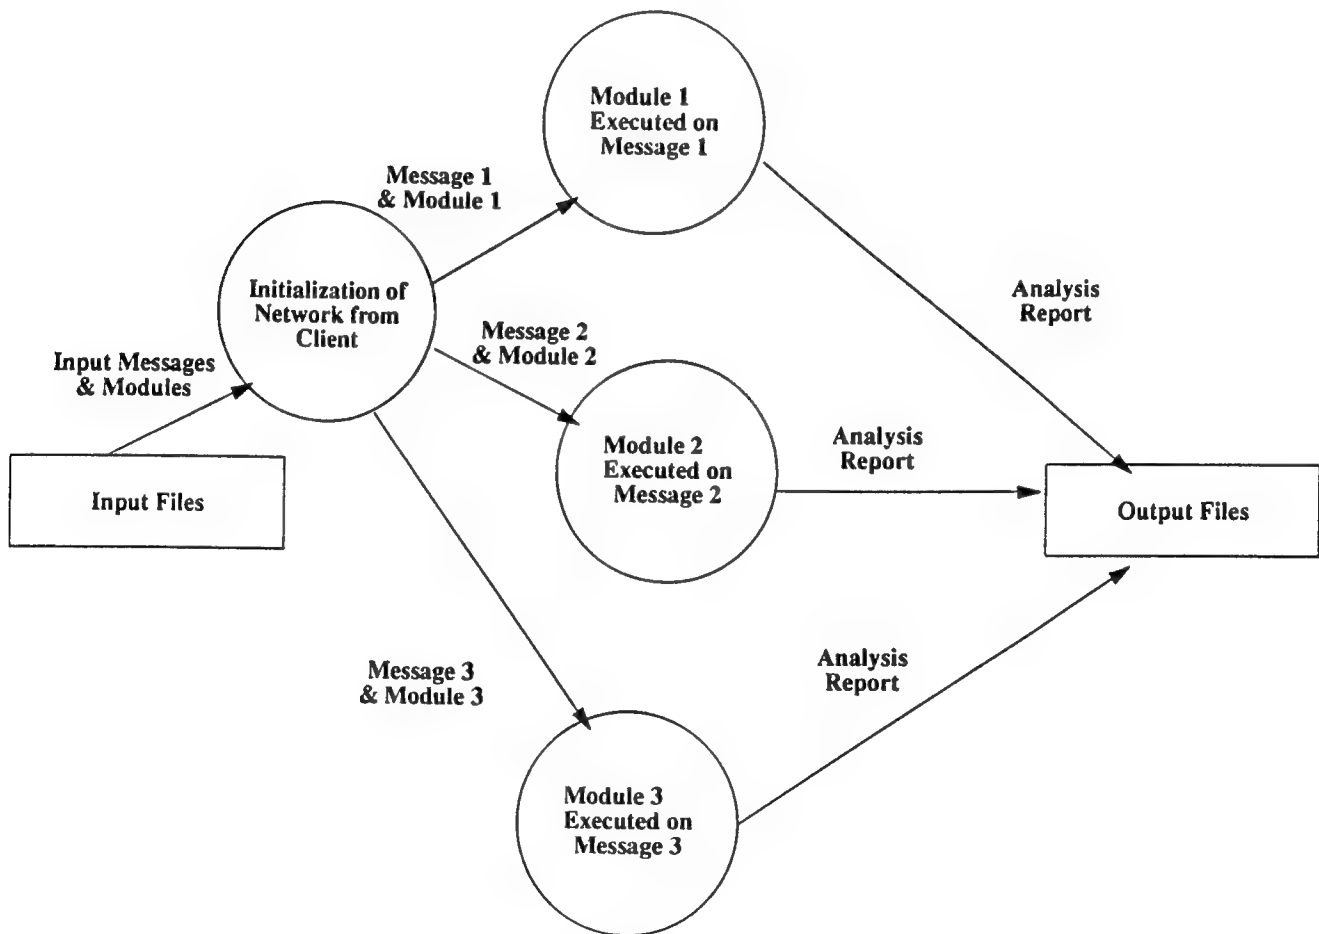 Module 1
Executed on
Message 1
Message 1
& Module 1
Initialization of
Network from
Client
Analysis
Report
Message 2
& Module 2
Input Messages
& Modules
Module 2
Executed on
Message 2
Analysis
Report
Input Files
Output Files
Message 3
& Module 3
Analysis
Report
Module 3
Executed on
Message 3